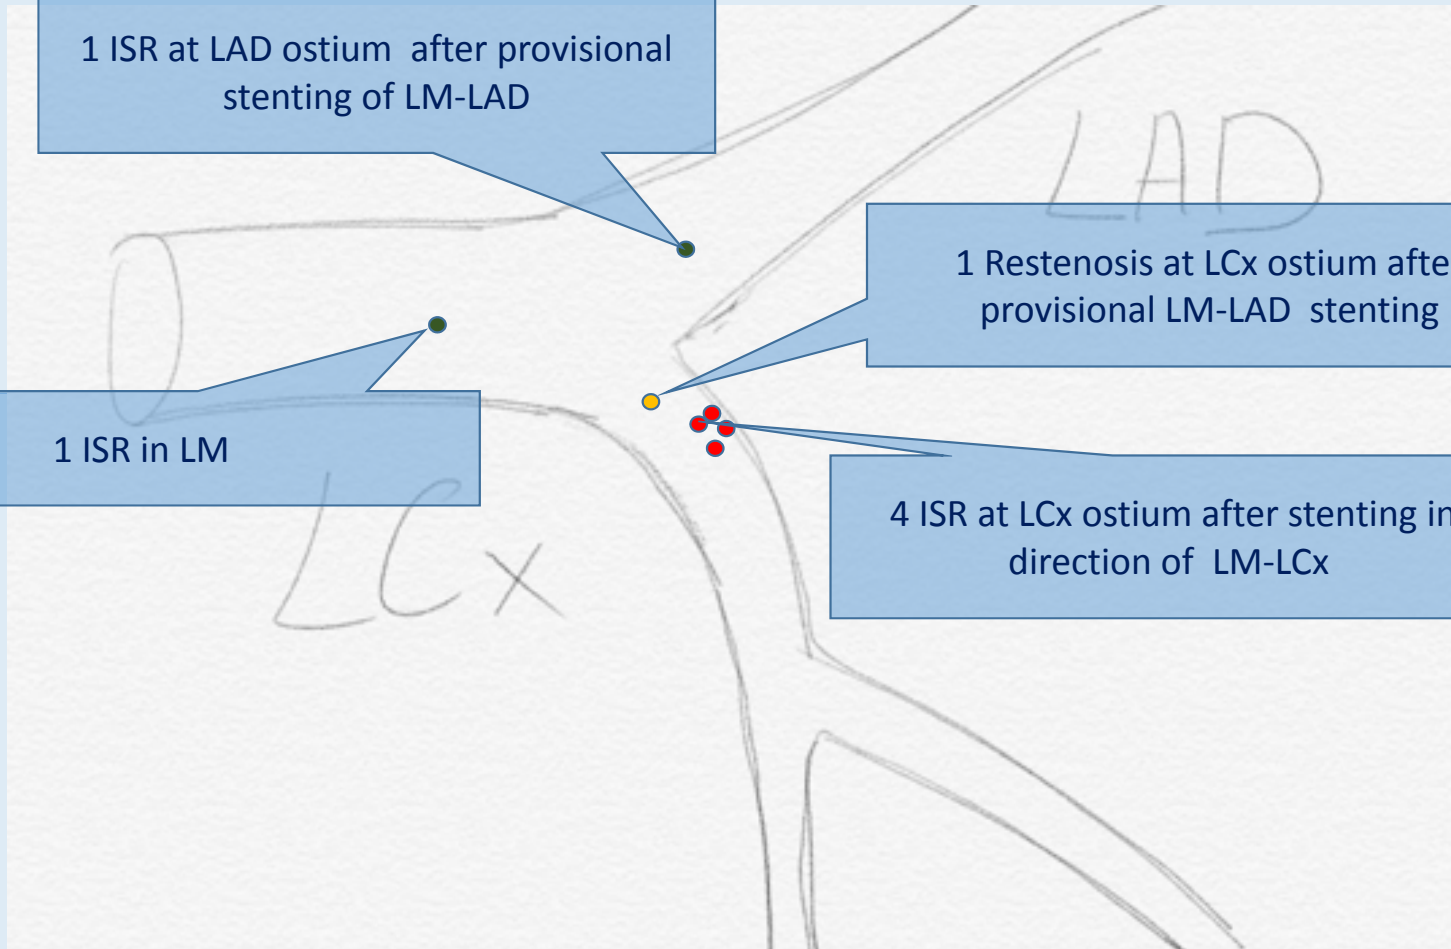 1 ISR at LAD ostium after provisional
stenting of LM-LAD
LAD
1 Restenosis at LCx ostium afte
provisional LM-LAD stenting
1 ISR in LM
LCx
4 ISR at LCx ostium after stenting in
direction of LM-LCx